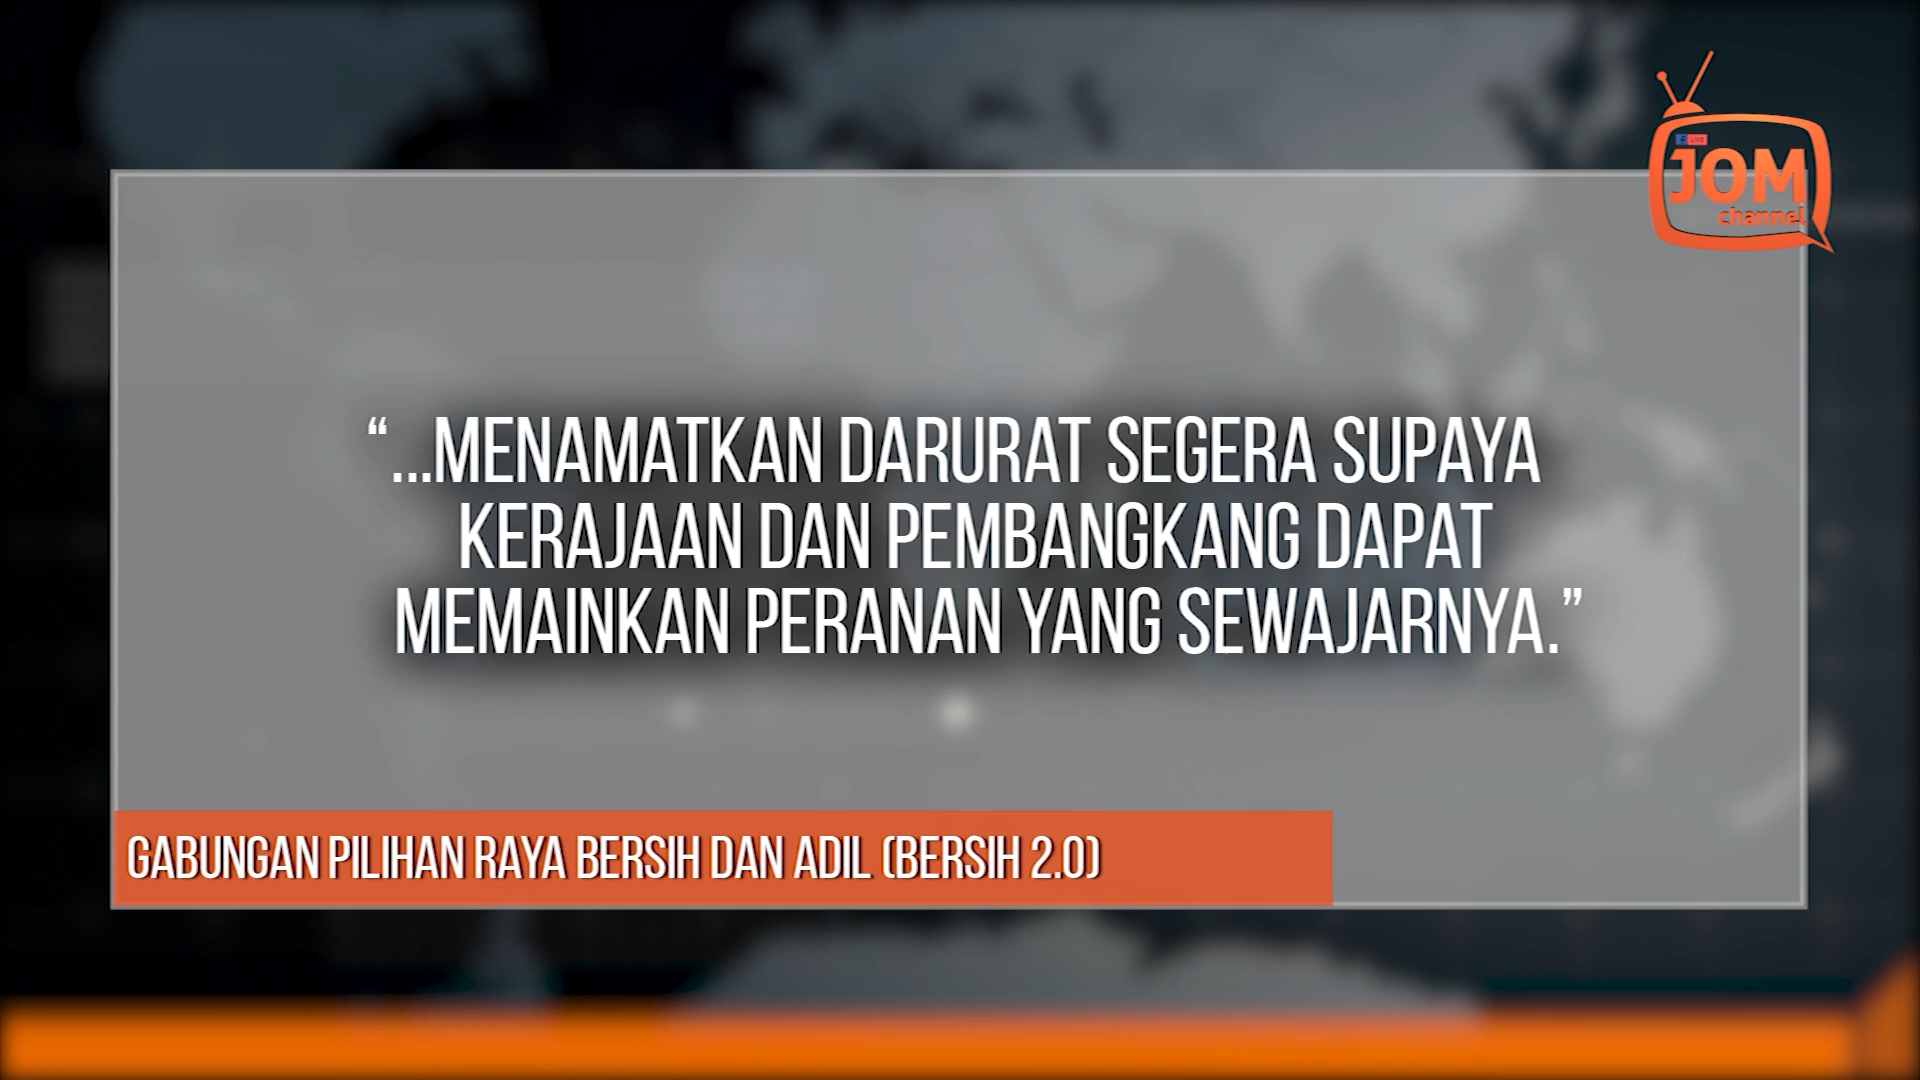 LIVE
JOM
channel
“...MENAMATKAN DARURAT SEGERA SUPAYA
KERAJAAN DAN PEMBANGKANG DAPAT
MEMAINKAN PERANAN YANG SEWAJARNYA.”
GABUNGAN PILIHAN RAYA BERSIH DAN ADIL (BERSIH 2.0)